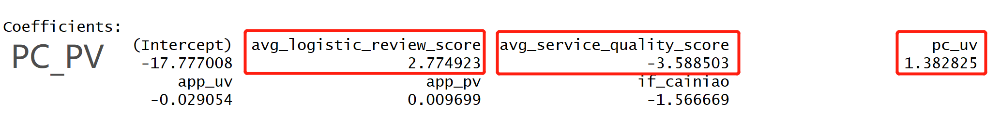 Coefficients:
PC_PV
(Intercept) avg_logistic_review_score avg_service_quality_score pc_uv
-17.777008 2.774923 -3.588503 1.382825
app_uv app_pv if_cainiao
-0.029054 0.009699 -1.566669